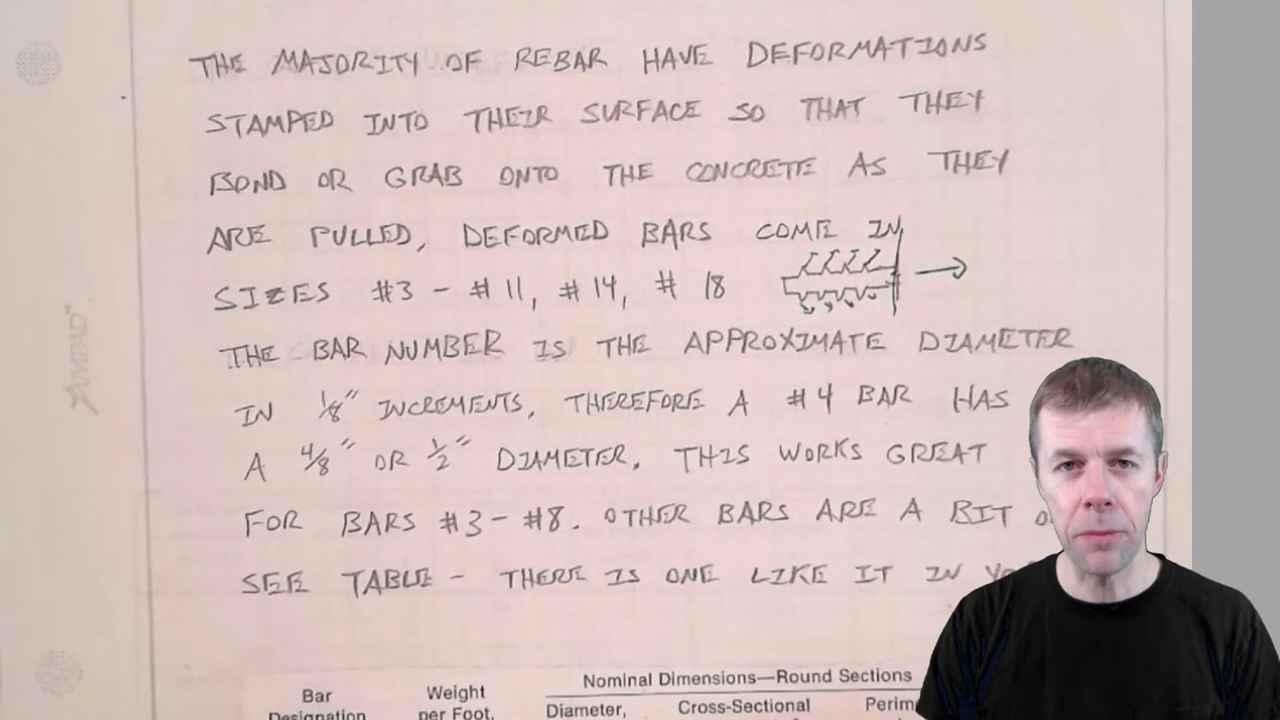 THE MAJORITY OF REBAR HAVE DEFORMATIONS
STAMPED INTO THEIR SURFACE SO THAT THEY
BOND OR GRAB ONTO THE CONCRETE AS THEY
ARE PULLED, DEFORMED BARS COME IN
SIZES #3 - #11, #14, #18
THE BAR NUMBER IS THE APPROXIMATE DIAMETER
IN 1/8" INCREMENTS, THEREFORE A #4 BAR HAS
A 4/8" OR 1/2" DIAMETER, THIS WORKS GREAT
FOR BARS #3-#8. OTHER BARS ARE A BIT
SEE TABLE - THERE IS ONE LIKE IT IN
Nominal Dimensions—Round Sections
Bar Weight
Designation per Foot, Diameter, Cross-Sectional
AMPAD™